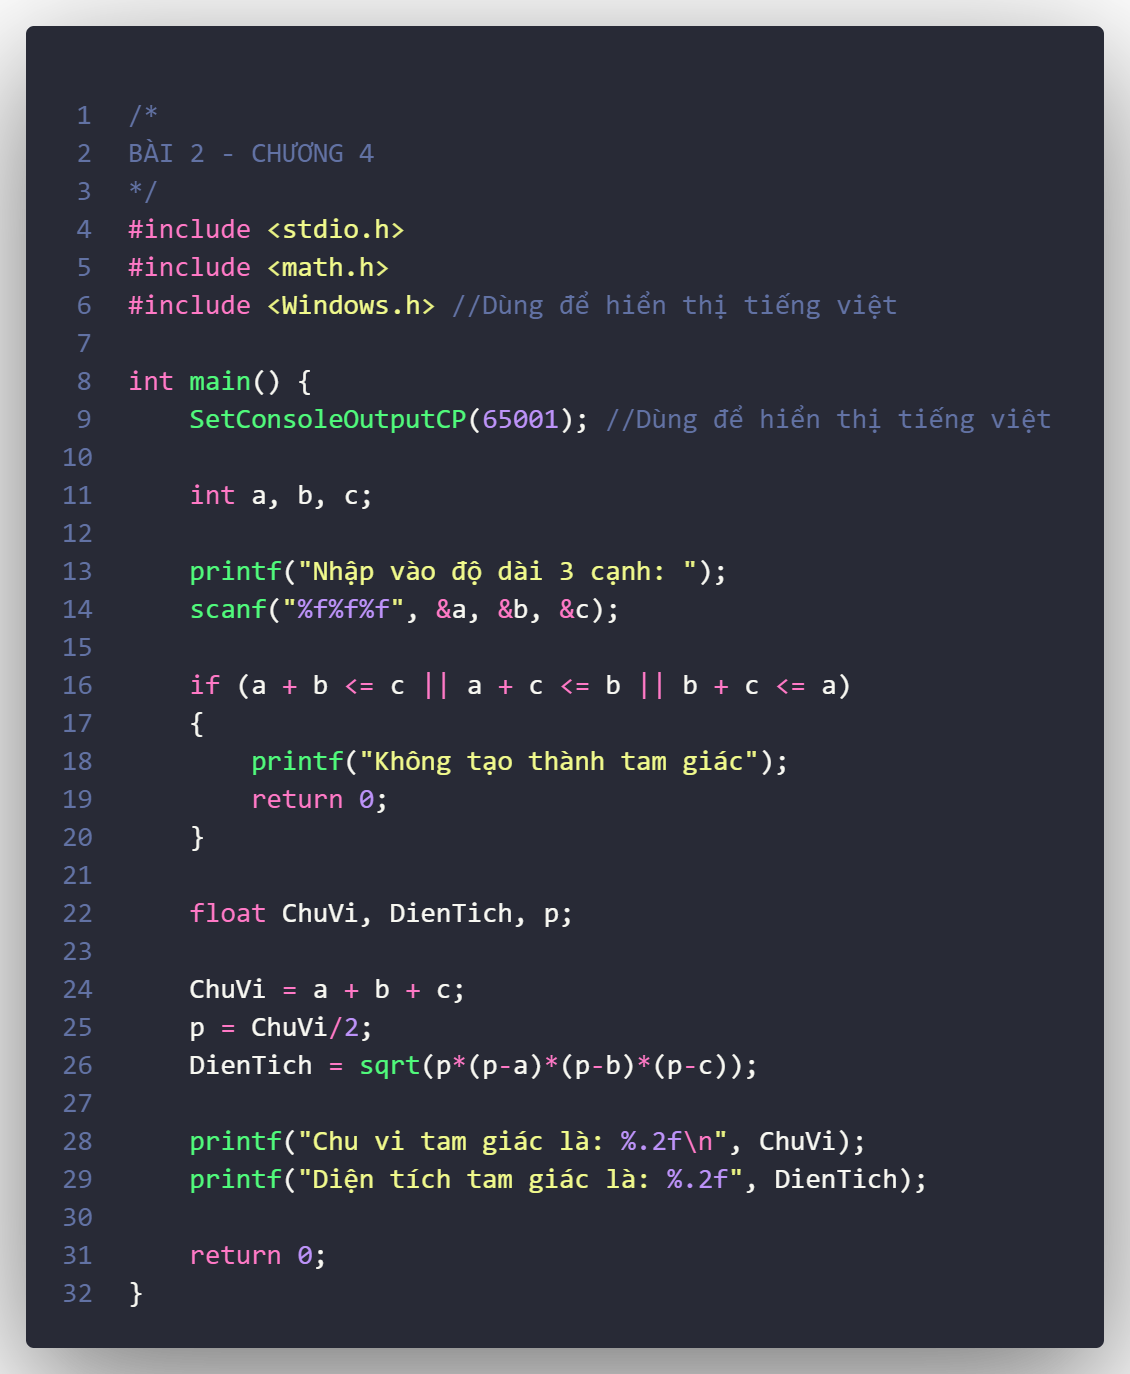 1 /*
2 BÀI 2 - CHƯƠNG 4
3 */
4 #include <stdio.h>
5 #include <math.h>
6 #include <Windows.h> //Dùng để hiển thị tiếng việt
7
8 int main() {
9     SetConsoleOutputCP(65001); //Dùng để hiển thị tiếng việt
10
11     int a, b, c;
12
13     printf("Nhập vào độ dài 3 cạnh: ");
14     scanf("%f%f%f", &a, &b, &c);
15
16     if (a + b <= c || a + c <= b || b + c <= a)
17     {
18         printf("Không tạo thành tam giác");
19         return 0;
20     }
21
22     float ChuVi, DienTich, p;
23
24     ChuVi = a + b + c;
25     p = ChuVi/2;
26     DienTich = sqrt(p*(p-a)*(p-b)*(p-c));
27
28     printf("Chu vi tam giác là: %.2f\n", ChuVi);
29     printf("Diện tích tam giác là: %.2f", DienTich);
30
31     return 0;
32 }